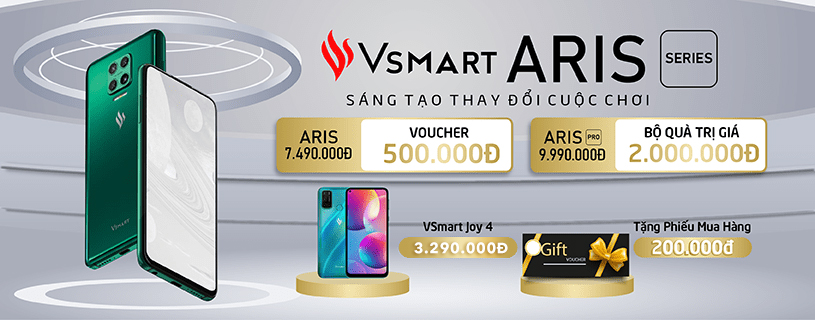 VSMART ARIS SERIES
SÁNG TẠO THAY ĐỔI CUỘC CHƠI
ARIS
7.490.000Đ
VOUCHER
500.000Đ
ARIS PRO
9.990.000Đ
BỘ QUÀ TRỊ GIÁ
2.000.000Đ
VSmart Joy 4
3.290.000Đ
Tặng Phiếu Mua Hàng
200.000đ
Gift
VOUCHER
Vsmart